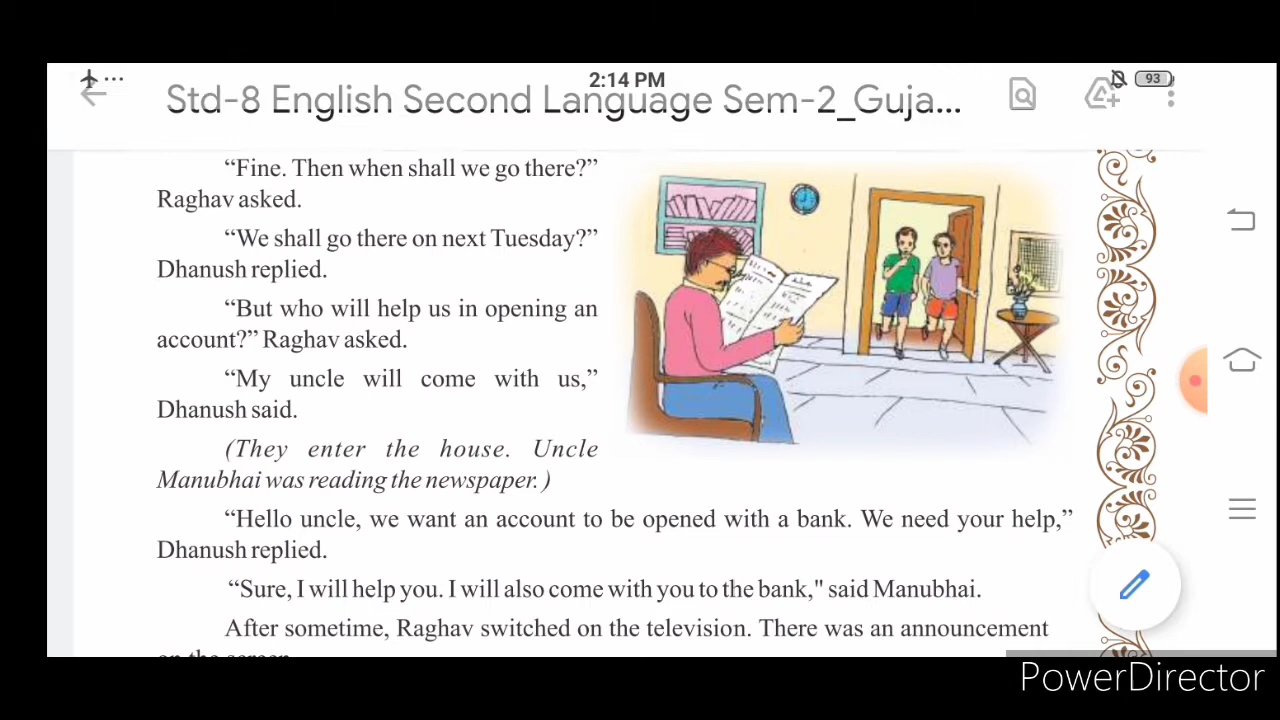 2:14 PM
93
Std-8 English Second Language Sem-2_Guja...
“Fine. Then when shall we go there?”
Raghav asked.
“We shall go there on next Tuesday?”
Dhanush replied.
“But who will help us in opening an
account?” Raghav asked.
“My uncle will come with us,”
Dhanush said.
(They enter the house. Uncle
Manubhai was reading the newspaper. )
“Hello uncle, we want an account to be opened with a bank. We need your help,”
Dhanush replied.
“Sure, I will help you. I will also come with you to the bank," said Manubhai.
After sometime, Raghav switched on the television. There was an announcement
on the screen
PowerDirector